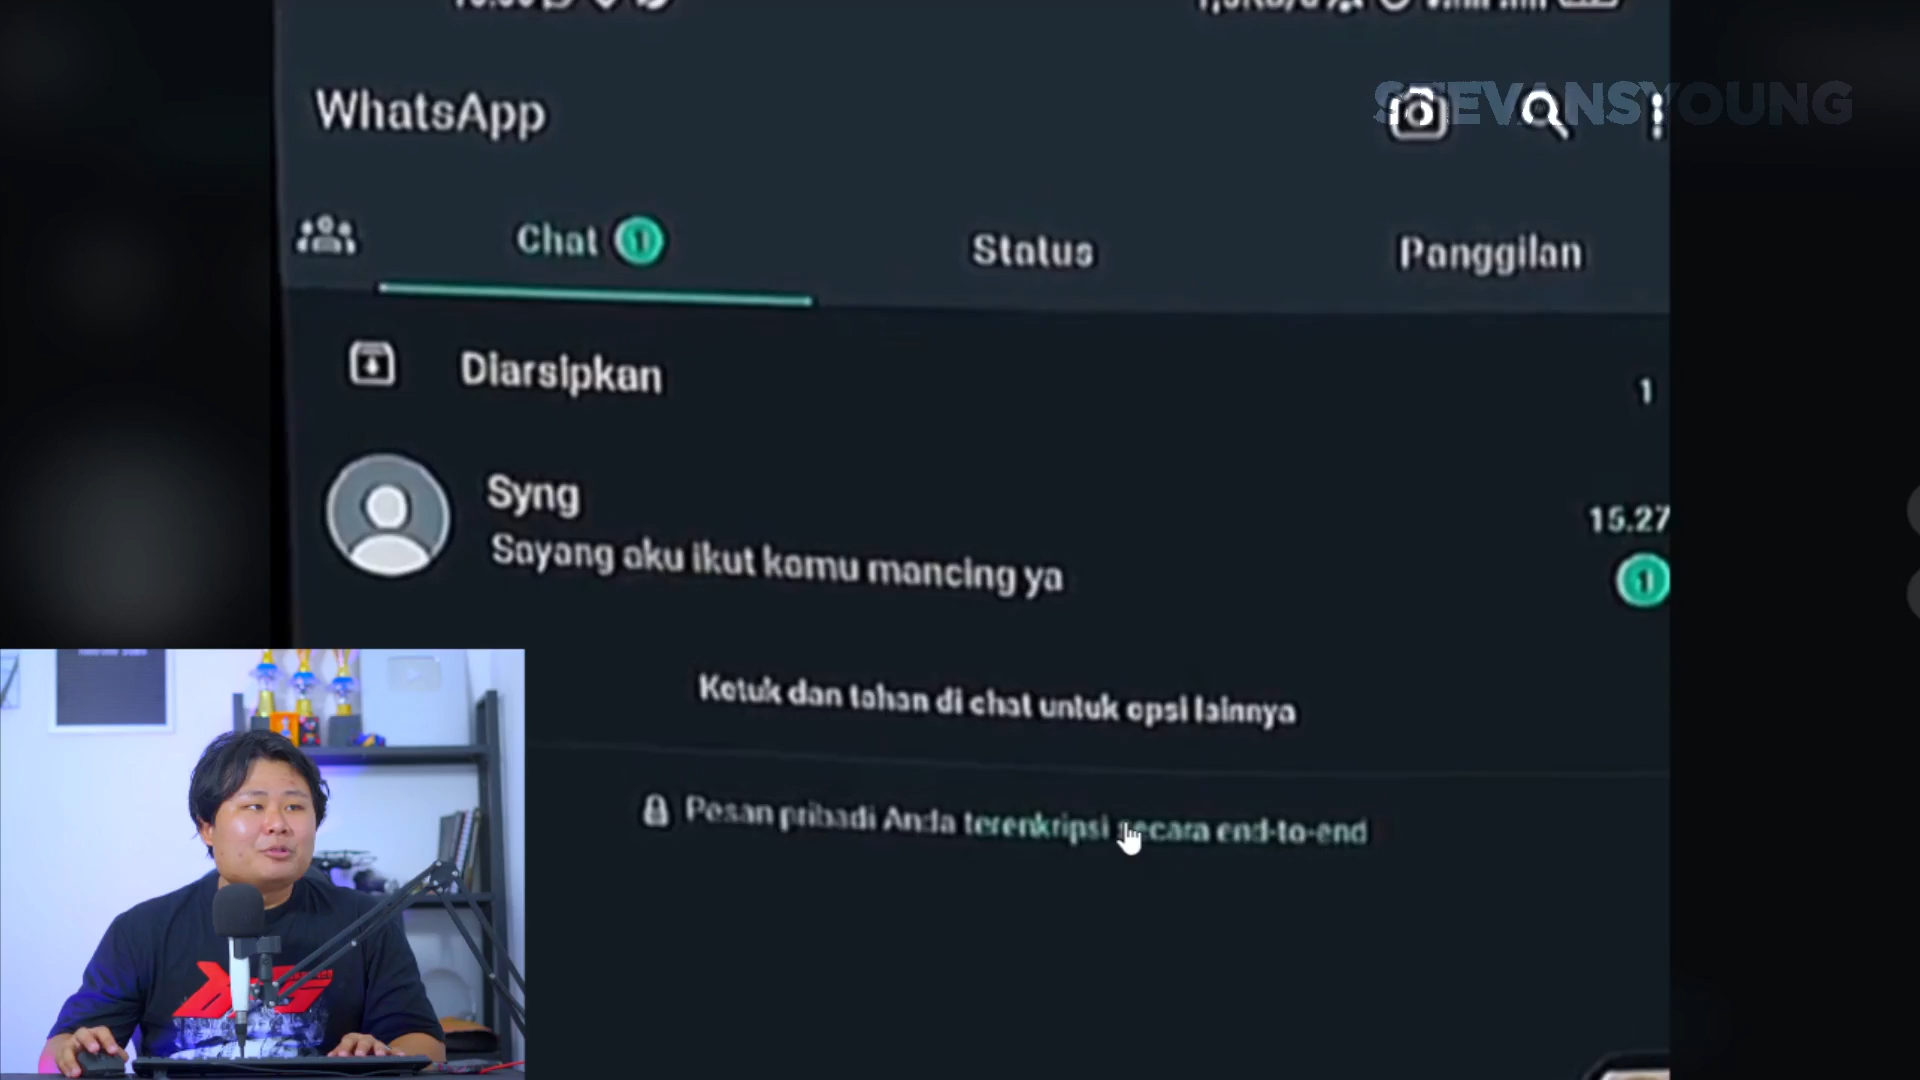 STEVANSYOUNG
WhatsApp
Chat 1
Status
Panggilan
Diarsipkan
1
Syng
15.27
Sayang aku ikut kamu mancing ya
1
Ketuk dan tahan di chat untuk opsi lainnya
Pesan pribadi Anda terenkripsi secara end-to-end